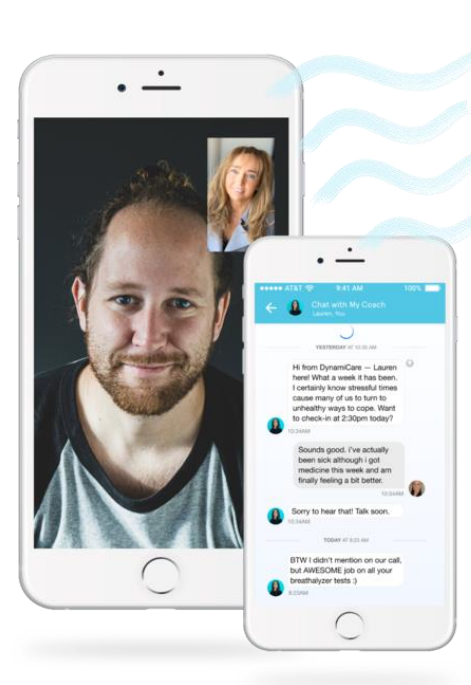 AT&T 9:41 AM 100%
Chat with My Coach
Lauren, You
YESTERDAY AT 10:30 AM
Hi from DynamiCare — Lauren
here! What a week it has been.
I certainly know stressful times
cause many of us to turn to
unhealthy ways to cope. Want
to check-in at 2:30pm today?
10:34AM
Sounds good. i've actually
been sick although i got
medicine this week and am
finally feeling a bit better.
10:54AM
Sorry to hear that! Talk soon.
10:54AM
TODAY AT 8:23 AM
BTW I didn't mention on our call,
but AWESOME job on all your
breathalyzer tests :)
8:23AM